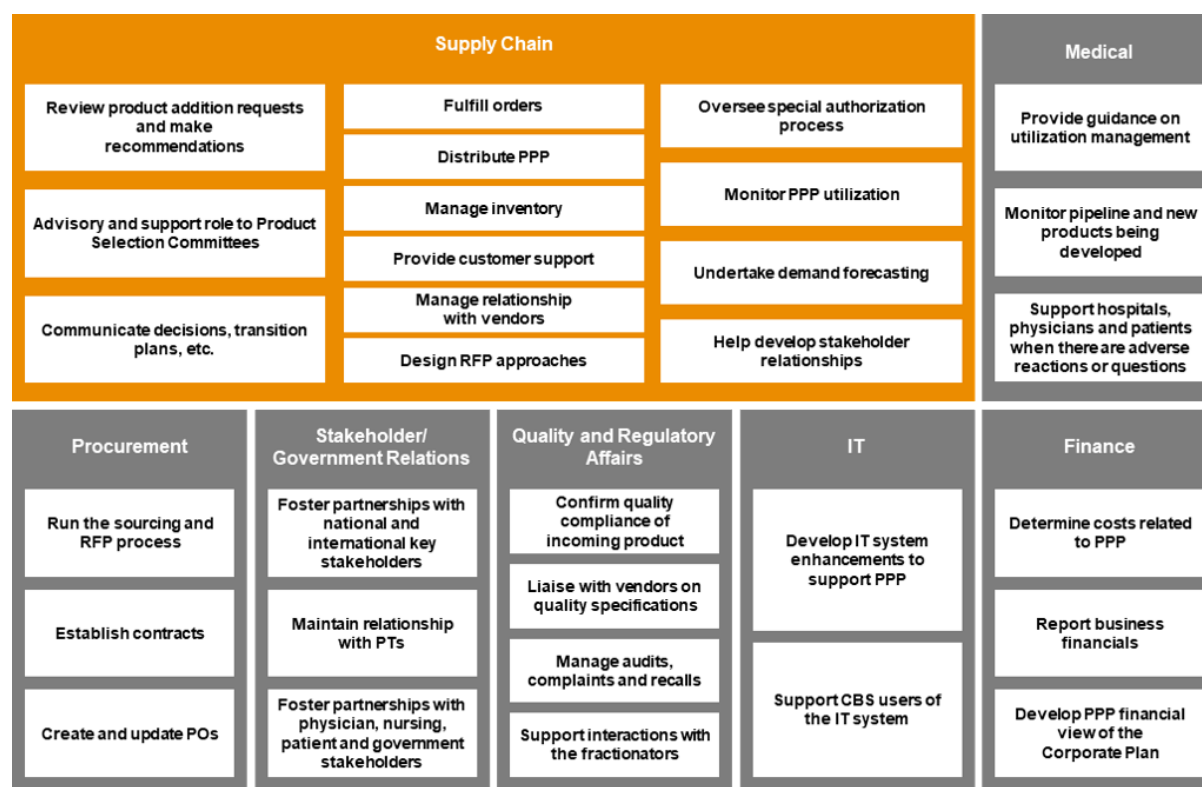 Supply Chain
Review product addition requests
and make
recommendations
Advisory and support role to Product
Selection Committees
Communicate decisions, transition
plans, etc.
Fulfill orders
Distribute PPP
Manage inventory
Provide customer support
Manage relationship
with vendors
Design RFP approaches
Oversee special authorization
process
Monitor PPP utilization
Undertake demand forecasting
Help develop stakeholder
relationships
Medical
Provide guidance on
utilization management
Monitor pipeline and new
products being
developed
Support hospitals,
physicians and patients
when there are adverse
reactions or questions
Procurement
Run the sourcing and
RFP process
Establish contracts
Create and update POs
Stakeholder/
Government Relations
Foster partnerships with
national and
international key
stakeholders
Maintain relationship
with PTs
Foster partnerships with
physician, nursing,
patient and government
stakeholders
Quality and Regulatory
Affairs
Confirm quality
compliance of
incoming product
Liaise with vendors on
quality specifications
Manage audits,
complaints and recalls
Support interactions with
the fractionators
IT
Develop IT system
enhancements to
support PPP
Support CBS users of
the IT system
Finance
Determine costs related
to PPP
Report business
financials
Develop PPP financial
view of the
Corporate Plan